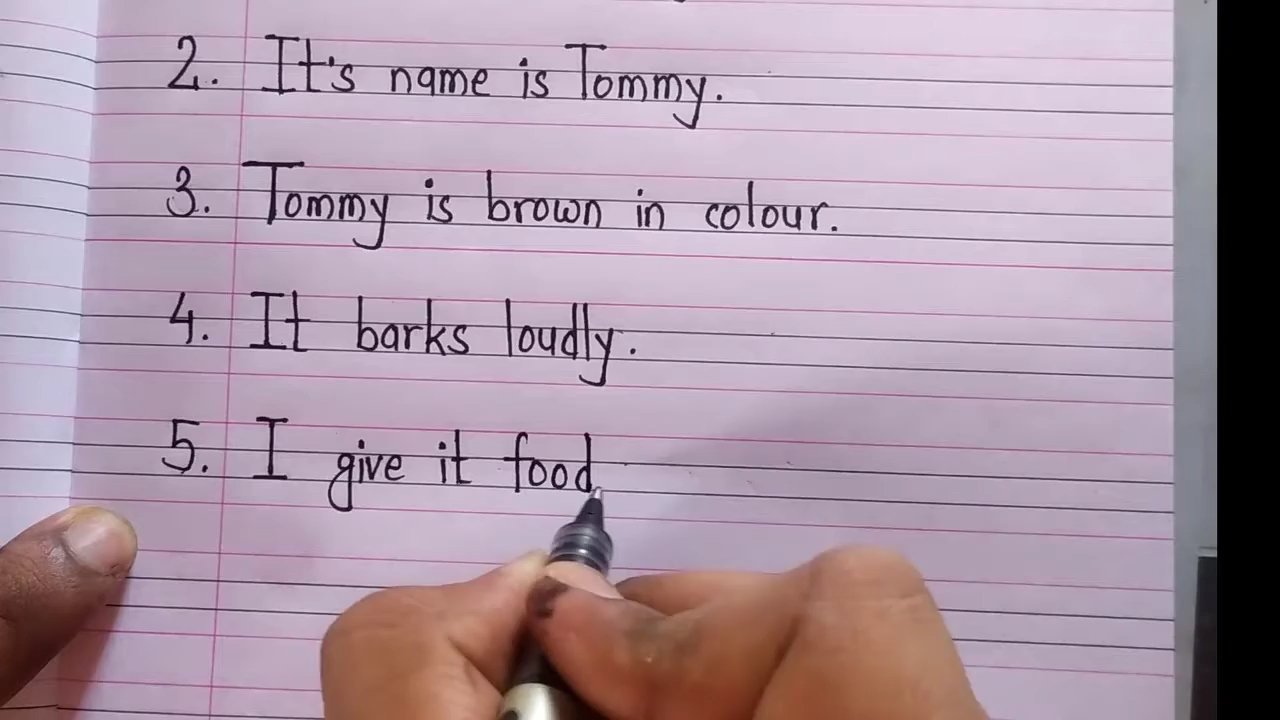 2. It's name is Tommy.
3. Tommy is brown in colour.
4. It barks loudly.
5. I give it food